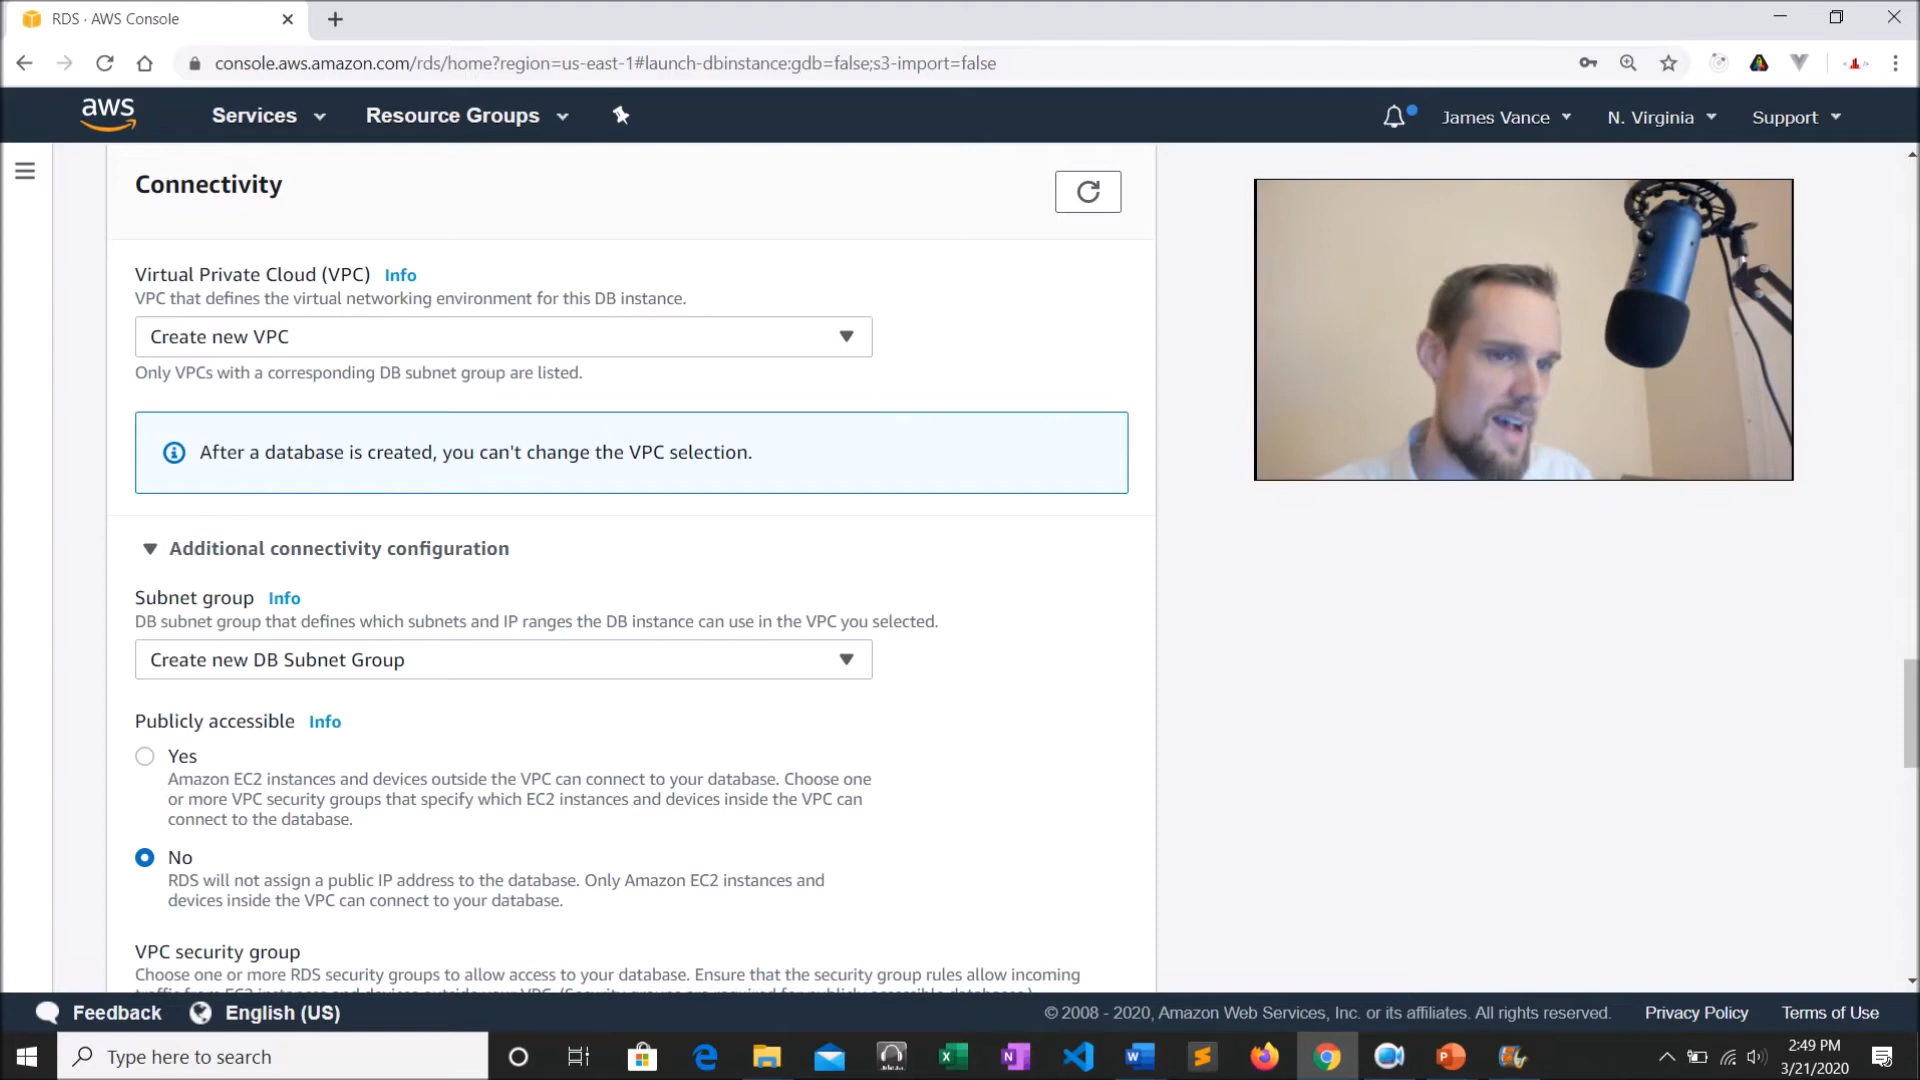 RDS · AWS Console
console.aws.amazon.com/rds/home?region=us-east-1#launch-dbinstance:gdb=false;s3-import=false
aws
Services
Resource Groups
James Vance
N. Virginia
Support
Connectivity
Virtual Private Cloud (VPC) Info
VPC that defines the virtual networking environment for this DB instance.
Create new VPC
Only VPCs with a corresponding DB subnet group are listed.
After a database is created, you can't change the VPC selection.
Additional connectivity configuration
Subnet group Info
DB subnet group that defines which subnets and IP ranges the DB instance can use in the VPC you selected.
Create new DB Subnet Group
Publicly accessible Info
Yes
Amazon EC2 instances and devices outside the VPC can connect to your database. Choose one
or more VPC security groups that specify which EC2 instances and devices inside the VPC can
connect to the database.
No
RDS will not assign a public IP address to the database. Only Amazon EC2 instances and
devices inside the VPC can connect to your database.
VPC security group
Choose one or more RDS security groups to allow access to your database. Ensure that the security group rules allow incoming
Feedback
English (US)
© 2008 - 2020, Amazon Web Services, Inc. or its affiliates. All rights reserved.
Privacy Policy
Terms of Use
Type here to search
2:49 PM
3/21/2020